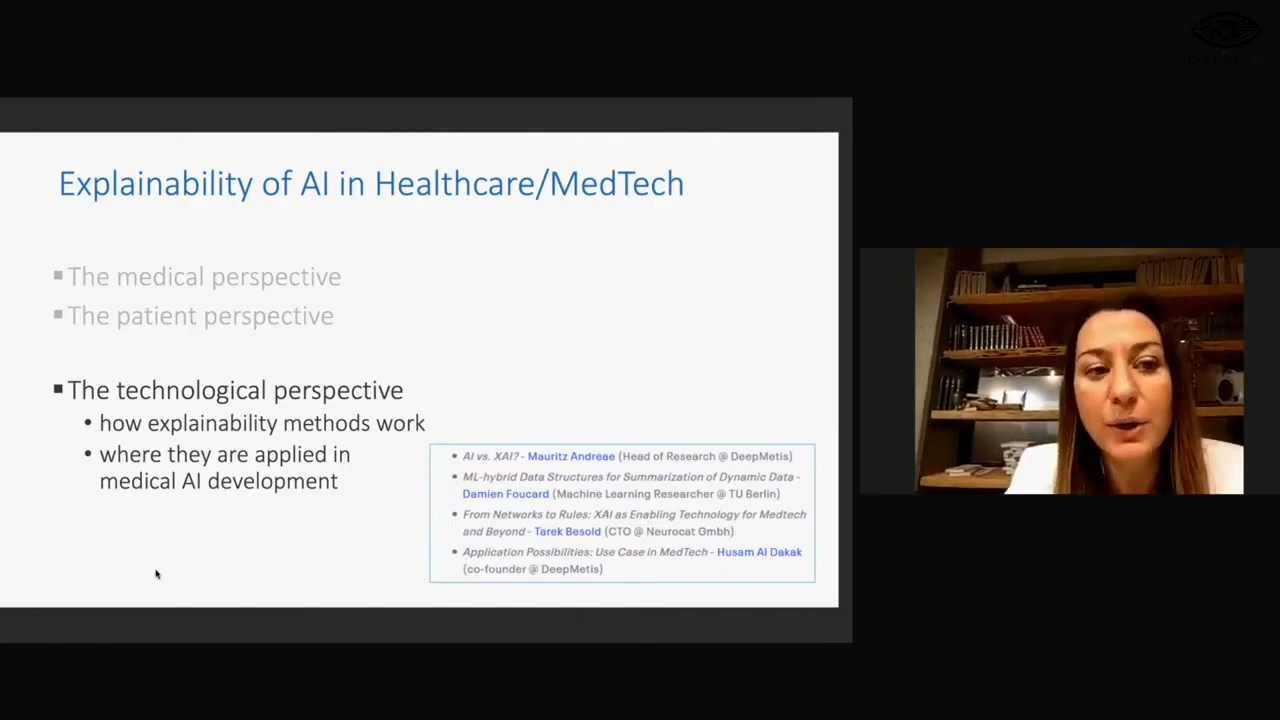 Explainability of AI in Healthcare/MedTech
▪ The medical perspective
▪ The patient perspective
▪ The technological perspective
• how explainability methods work
• where they are applied in
medical AI development
• AI vs. XAI? - Mauritz Andreae (Head of Research @ DeepMetis)
• ML-hybrid Data Structures for Summarization of Dynamic Data -
Damien Foucard (Machine Learning Researcher @ TU Berlin)
• From Networks to Rules: XAI as Enabling Technology for Medtech
and Beyond - Tarek Besold (CTO @ Neurocat Gmbh)
• Application Possibilities: Use Case in MedTech - Husam Al Dakak
(co-founder @ DeepMetis)